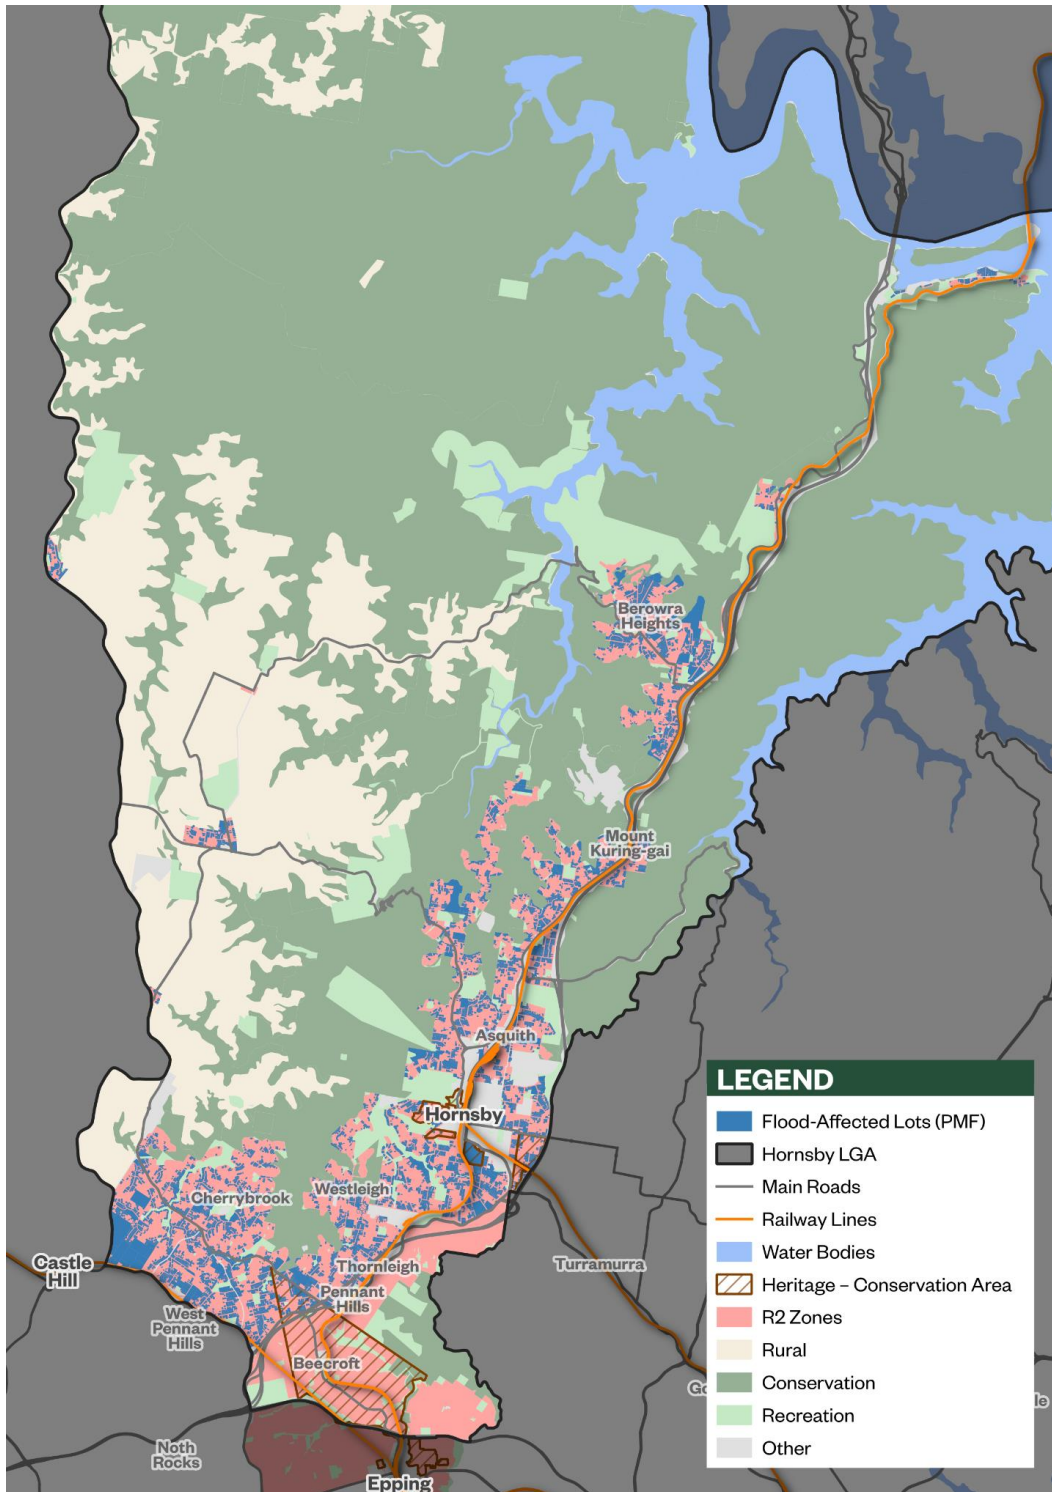 Berowra
Heights
Mount
Kuring-gai
Asquith
Hornsby
Cherrybrook
Westleigh
Castle
Hill
Thornleigh
Turramurra
Pennant
Hills
West
Pennant
Hills
Beecroft
Noth
Rocks
Epping
LEGEND
Flood-Affected Lots (PMF)
Hornsby LGA
Main Roads
Railway Lines
Water Bodies
Heritage – Conservation Area
R2 Zones
Rural
Conservation
Recreation
Other